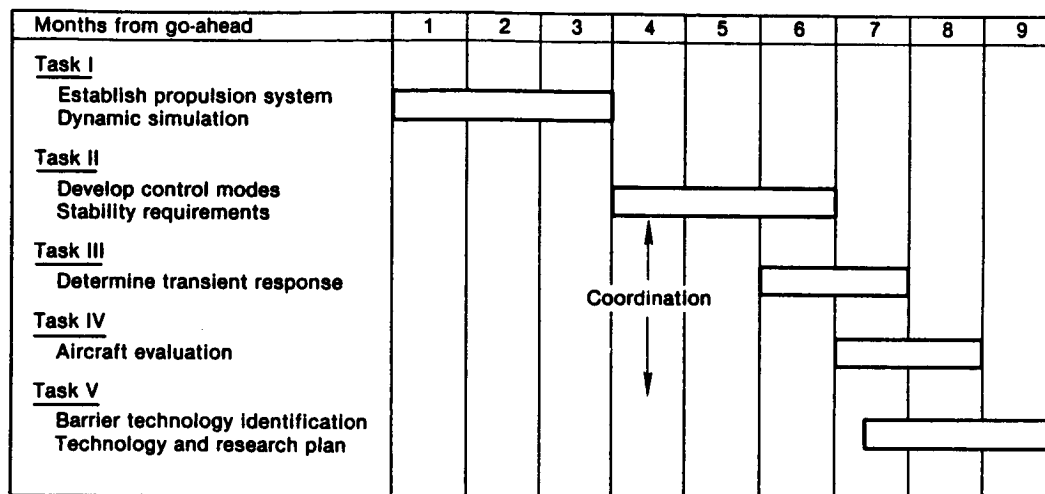 Months from go-ahead 1 2 3 4 5 6 7 8 9
Task I
Establish propulsion system
Dynamic simulation
Task II
Develop control modes
Stability requirements
Task III
Determine transient response
Coordination
Task IV
Aircraft evaluation
Task V
Barrier technology identification
Technology and research plan